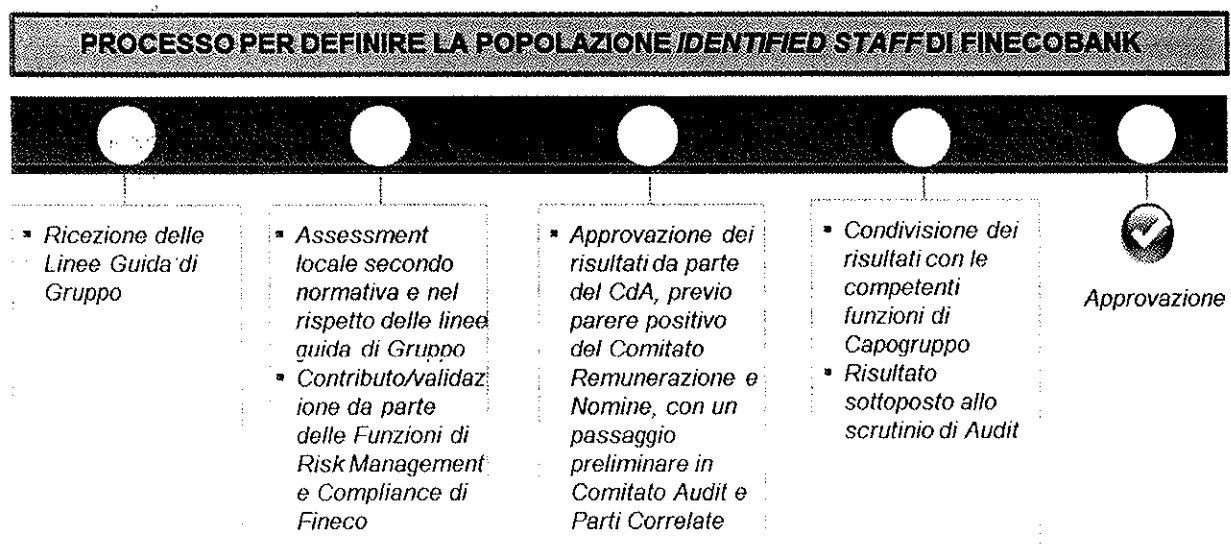 PROCESSO PER DEFINIRE LA POPOLAZIONE IDENTIFIED STAFF DI FINECOBANK
▪ Ricezione delle
Linee Guida di
Gruppo
▪ Assessment
locale secondo
normativa e nel
rispetto delle linee
guida di Gruppo
▪ Contributo/validaz
ione da parte
delle Funzioni di
Risk Management
e Compliance di
Fineco
▪ Approvazione dei
risultati da parte
del CdA, previo
parere positivo
del Comitato
Remunerazione e
Nomine, con un
passaggio
preliminare in
Comitato Audit e
Parti Correlate
▪ Condivisione dei
risultati con le
competenti
funzioni di
Capogruppo
▪ Risultato
sottoposto allo
scrutinio di Audit
Approvazione